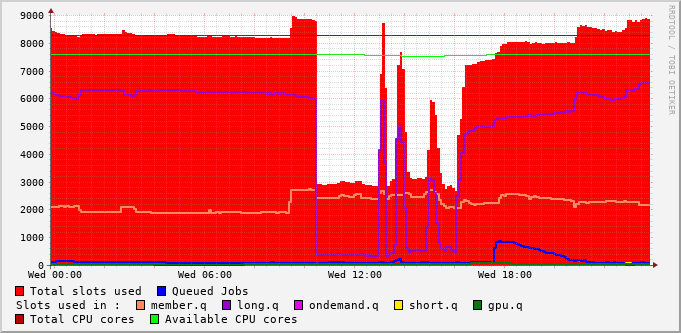 9000
8000
7000
6000
5000
4000
3000
2000
1000
0
Wed 00:00 Wed 06:00 Wed 12:00 Wed 18:00
RRDTOOL / TOBI OETIKER
Total slots used Queued Jobs
Slots used in : member.q long.q ondemand.q short.q gpu.q
Total CPU cores Available CPU cores